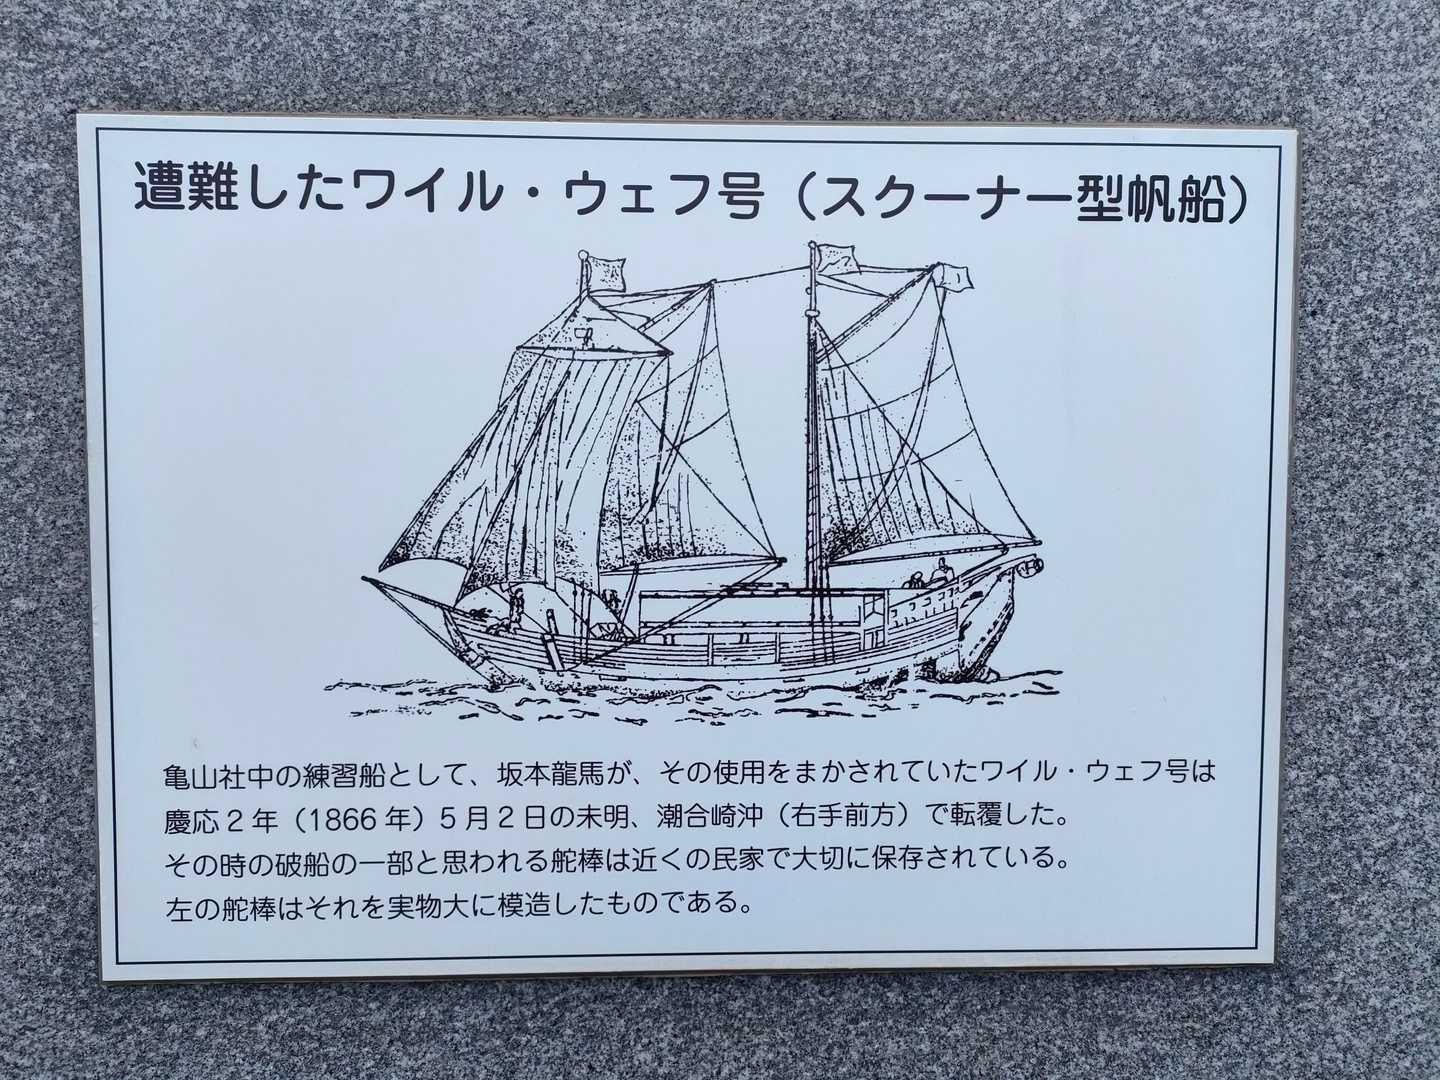 遭難したワイル・ウェフ号（スクーナー型帆船）
亀山社中の練習船として、坂本龍馬が、その使用をまかされていたワイル・ウェフ号は
慶応２年（1866年）５月２日の未明、潮合崎沖（右手前方）で転覆した。
その時の破船の一部と思われる舵棒は近くの民家で大切に保存されている。
左の舵棒はそれを実物大に模造したものである。